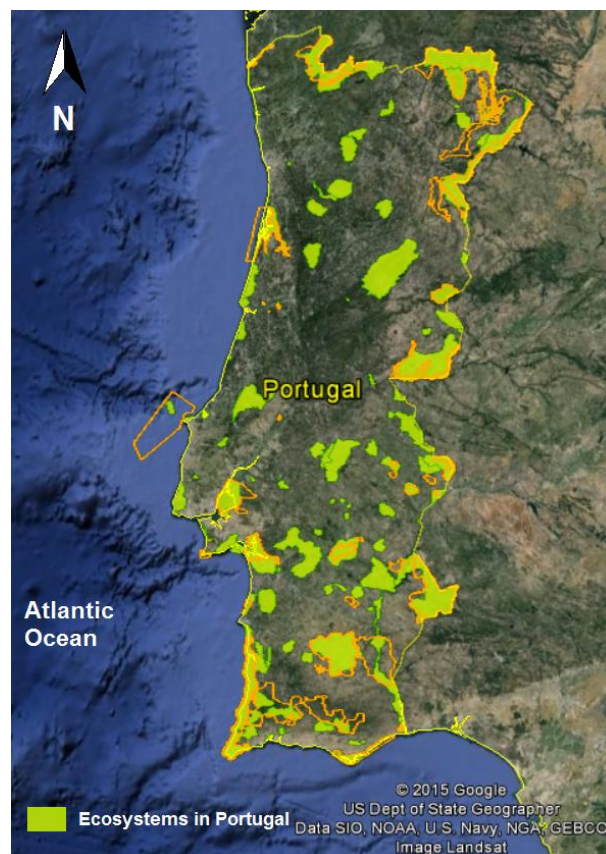 N
Portugal
Atlantic
Ocean
© 2015 Google
US Dept of State Geographer
Data SIO, NOAA, U.S. Navy, NGA, GEBCO
Image Landsat
Ecosystems in Portugal